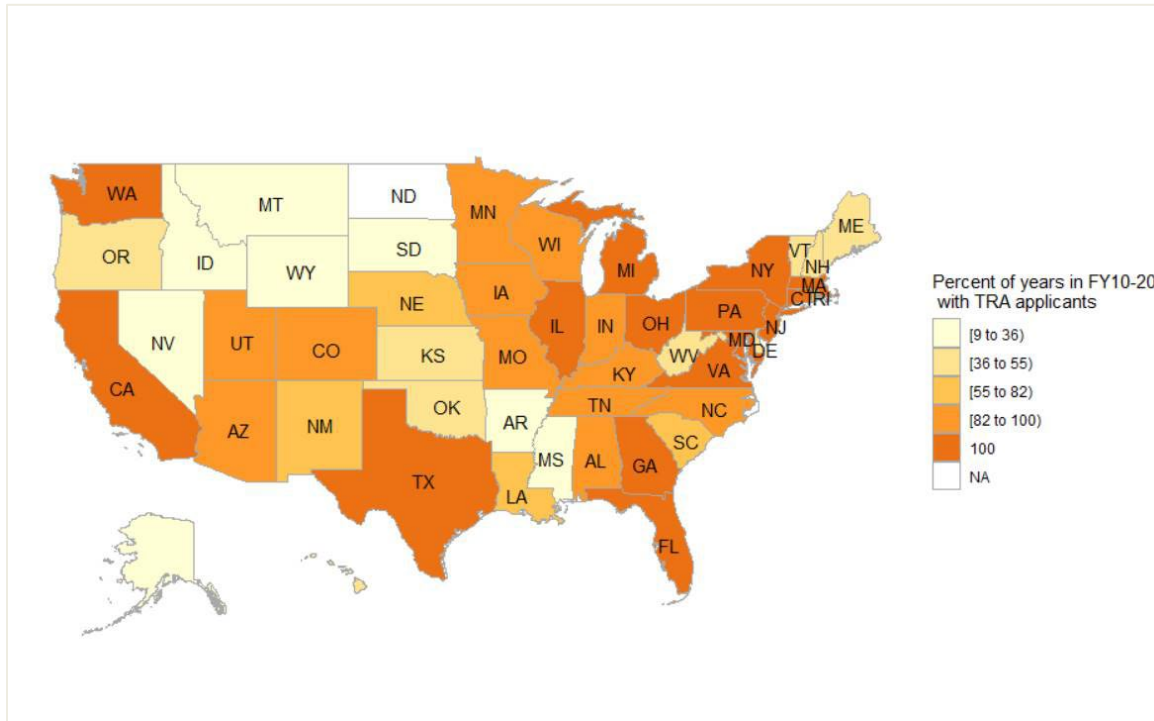 WA
MT
ND
MN
ME
OR
ID
WY
SD
WI
VT
NH
MI
NY
MA
CT
RI
NV
UT
CO
NE
IA
IL
IN
OH
PA
NJ
MD
DE
CA
KS
MO
KY
WV
VA
AZ
NM
OK
AR
TN
NC
SC
TX
LA
MS
AL
GA
FL
Percent of years in FY10-20
with TRA applicants
[9 to 36)
[36 to 55)
[55 to 82)
[82 to 100)
100
NA